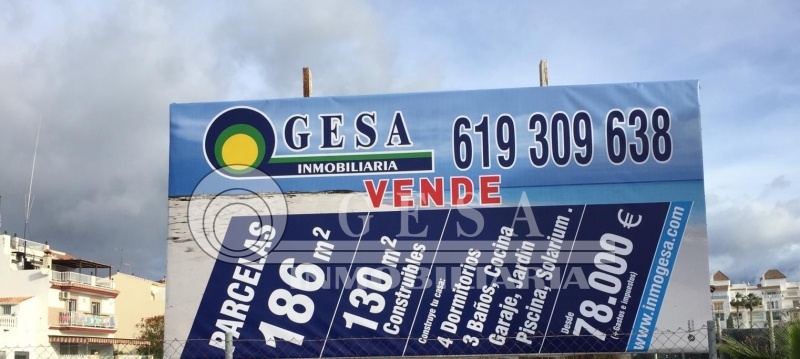 GESA
INMOBILIARIA
619 309 638
VENDE
PARCELAS
186 m²
130 m²
Construibles
Construye tu casa:
4 Dormitorios
3 Baños, Cocina
Garaje, Jardín
Piscina, Solarium.
Desde
78.000 €
(+ Gastos e impuestos)
www.inmogesa.com
GESA
INMOBILIARIA